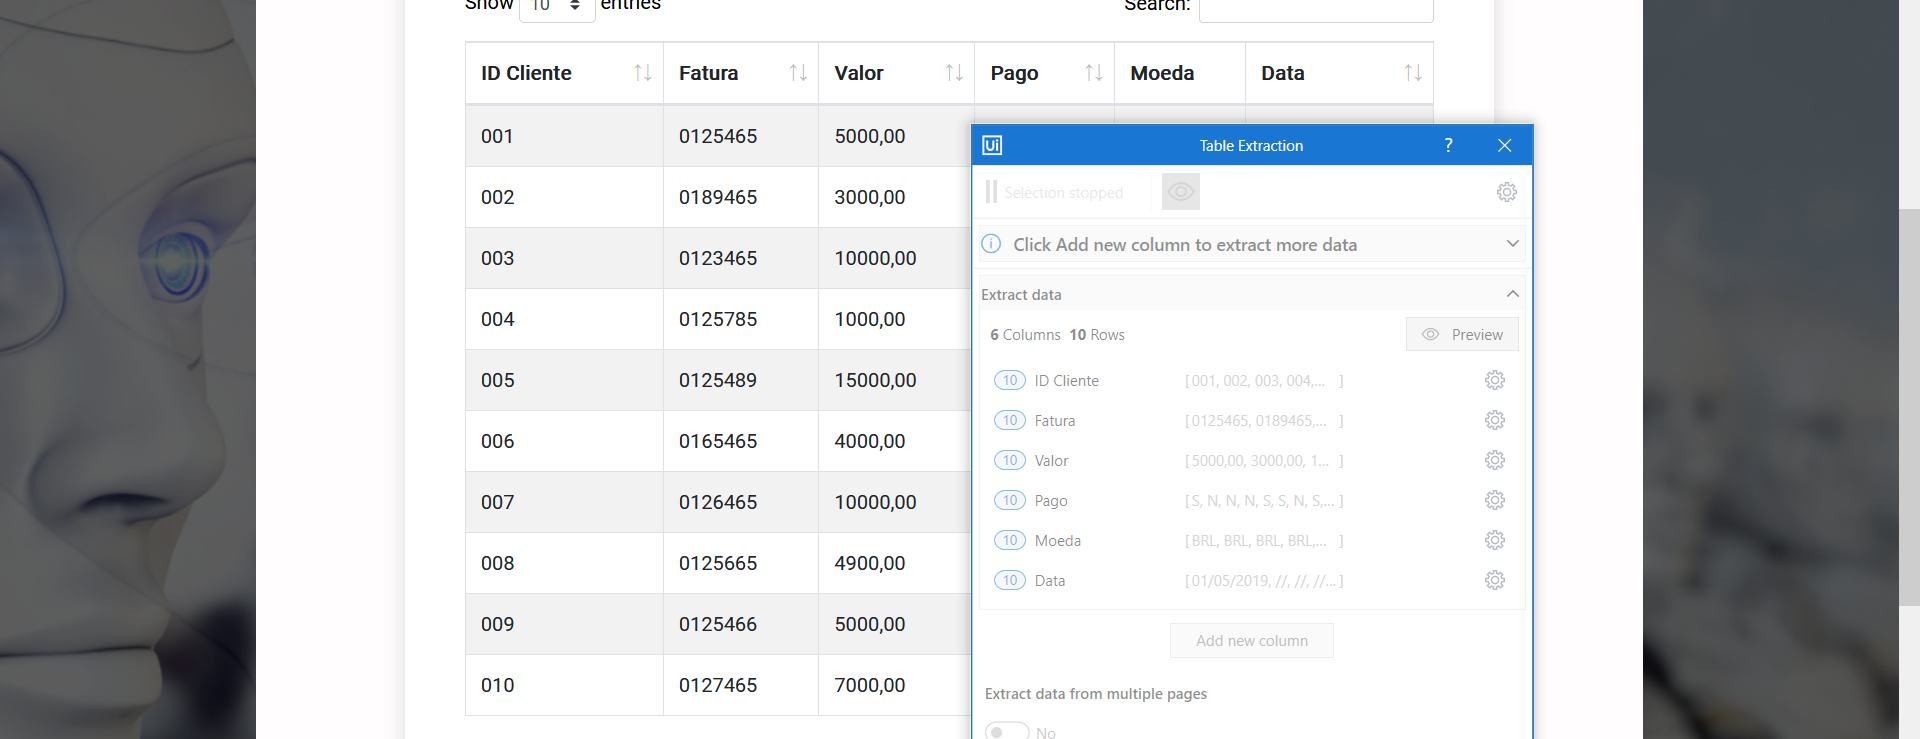 Show 10 entries Search:
ID Cliente Fatura Valor Pago Moeda Data
001 0125465 5000,00
002 0189465 3000,00
003 0123465 10000,00
004 0125785 1000,00
005 0125489 15000,00
006 0165465 4000,00
007 0126465 10000,00
008 0125665 4900,00
009 0125466 5000,00
010 0127465 7000,00
Ui Table Extraction ?
Selection stopped
Click Add new column to extract more data
Extract data
6 Columns 10 Rows Preview
10 ID Cliente [ 001, 002, 003, 004,... ]
10 Fatura [ 0125465, 0189465,... ]
10 Valor [ 5000,00, 3000,00, 1... ]
10 Pago [ S, N, N, N, S, S, N, S,... ]
10 Moeda [ BRL, BRL, BRL, BRL,... ]
10 Data [ 01/05/2019, //, //, //... ]
Add new column
Extract data from multiple pages
No